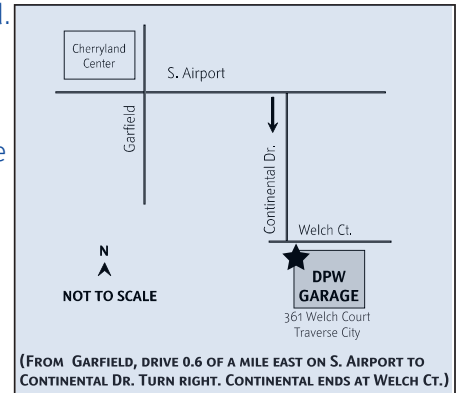 l.
e
Cherryland
Center
S. Airport
Garfield
Continental Dr.
Welch Ct.
N
NOT TO SCALE
DPW
GARAGE
361 Welch Court
Traverse City
(FROM GARFIELD, DRIVE 0.6 OF A MILE EAST ON S. AIRPORT TO
CONTINENTAL DR. TURN RIGHT. CONTINENTAL ENDS AT WELCH CT.)